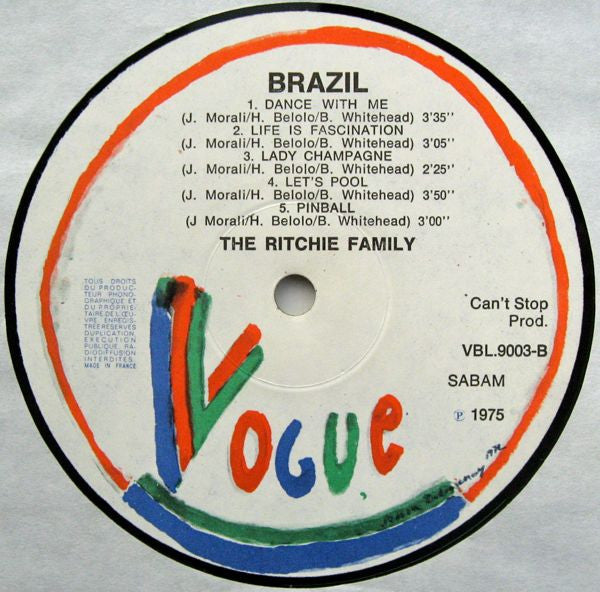 BRAZIL
1. DANCE WITH ME
(J. Morali/H. Belolo/B. Whitehead) 3'35''
2. LIFE IS FASCINATION
(J. Morali/H. Belolo/B. Whitehead) 3'05''
3. LADY CHAMPAGNE
(J. Morali/H. Belolo/B. Whitehead) 2'25''
4. LET'S POOL
(J. Morali/H. Belolo/B. Whitehead) 3'50''
5. PINBALL
(J Morali/H. Belolo/B. Whitehead) 3'00''
THE RITCHIE FAMILY
TOUS DROITS
DU PRODUC-
TEUR PHONO-
GRAPHIQUE ET
DU PROPRIE-
TAIRE DE L'ŒU-
VRE ENREGIS-
TREE RESERVES
DUPLICATION,
EXECUTION
PUBLIQUE, RA-
DIODIFFUSION
INTERDITES.
MADE IN FRANCE
Can't Stop
Prod.
VBL.9003-B
SABAM
℗ 1975
VOGUE